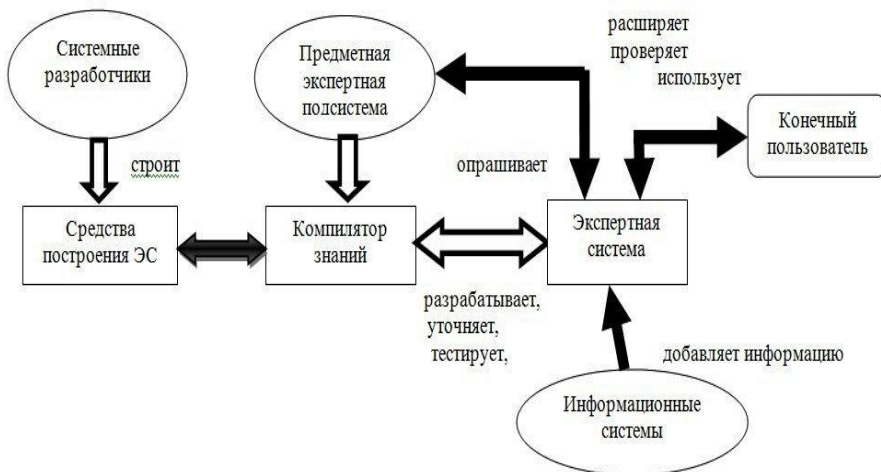 Системные
разработчики
Предметная
экспертная
подсистема
расширяет
проверяет
использует
Конечный
пользователь
строит
опрашивает
Средства
построения ЭС
Компилятор
знаний
Экспертная
система
разрабатывает,
уточняет,
тестирует,
добавляет информацию
Информационные
системы